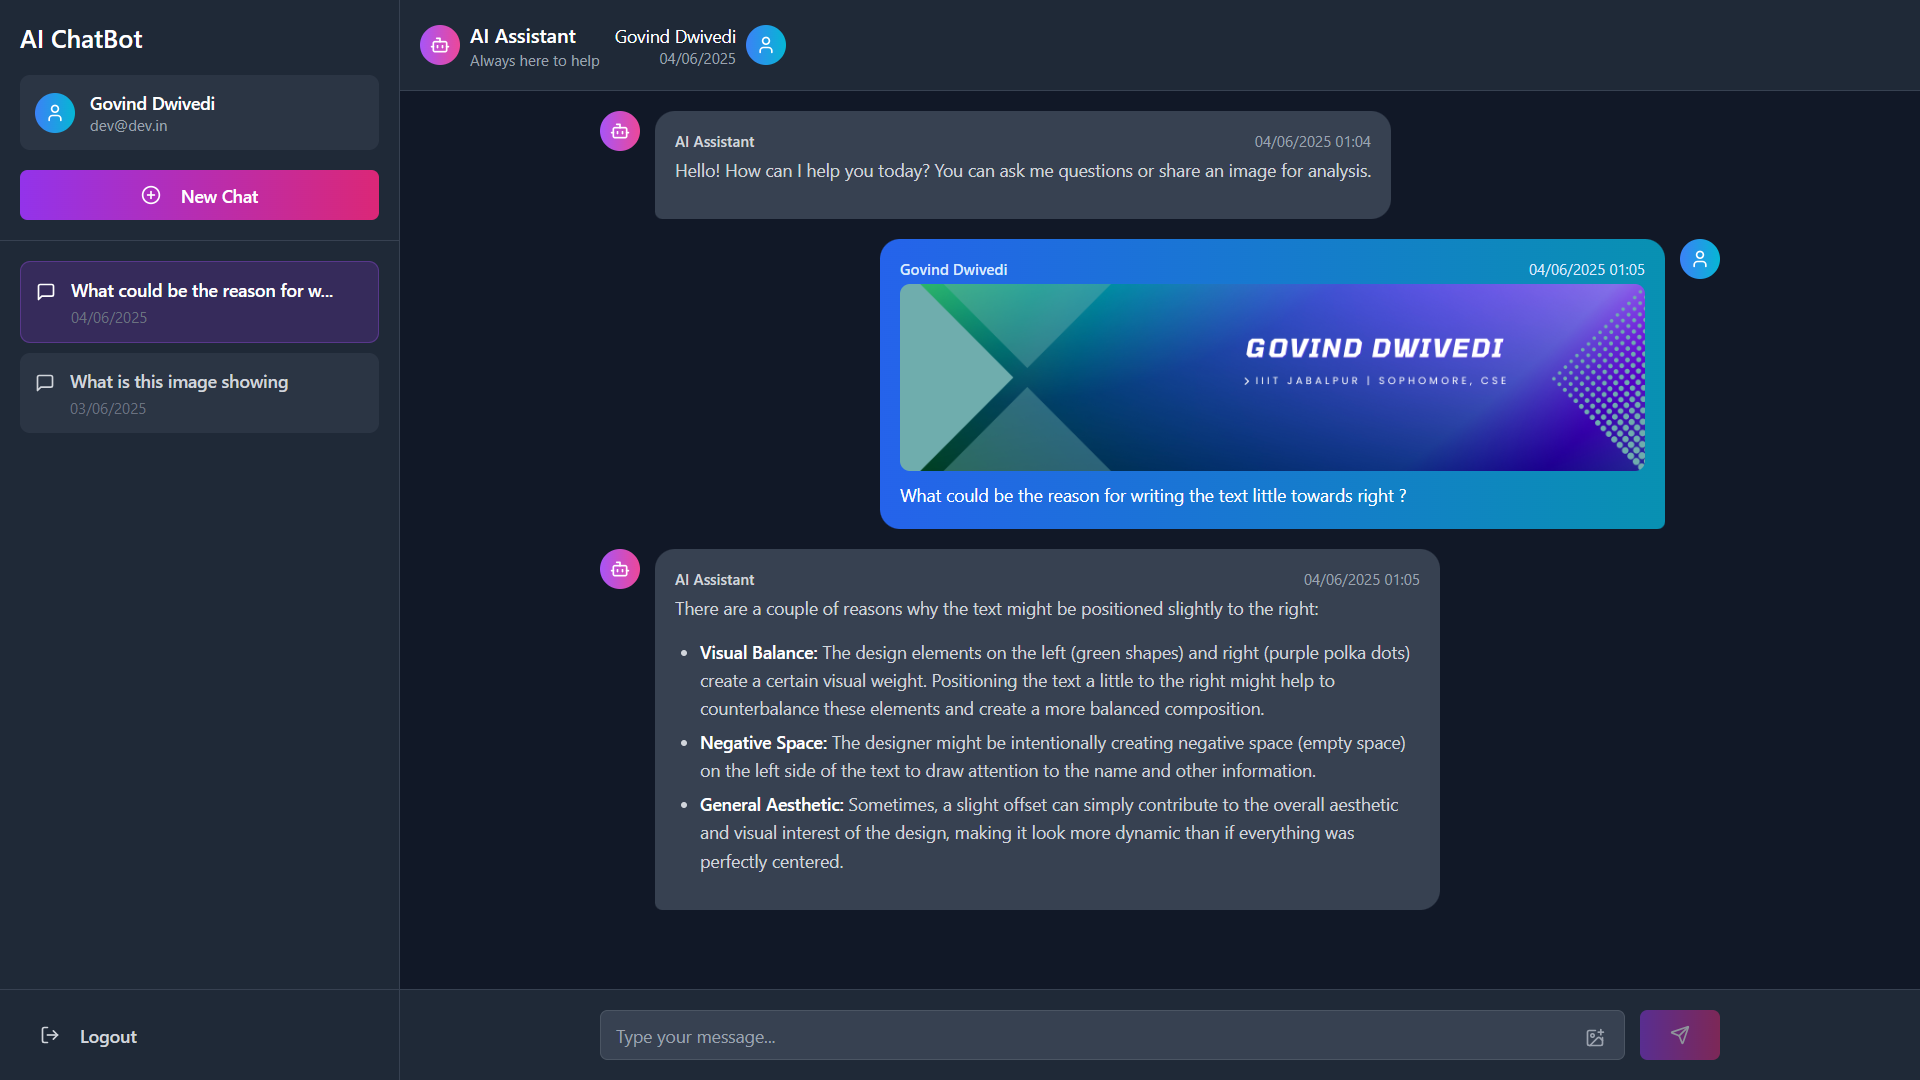 AI ChatBot
Govind Dwivedi
dev@dev.in
New Chat
What could be the reason for w...
04/06/2025
What is this image showing
03/06/2025
Logout
AI Assistant
Always here to help
Govind Dwivedi
04/06/2025
AI Assistant 04/06/2025 01:04
Hello! How can I help you today? You can ask me questions or share an image for analysis.
Govind Dwivedi 04/06/2025 01:05
GOVIND DWIVEDI
> IIIT JABALPUR | SOPHOMORE, CSE
What could be the reason for writing the text little towards right ?
AI Assistant 04/06/2025 01:05
There are a couple of reasons why the text might be positioned slightly to the right:
• Visual Balance: The design elements on the left (green shapes) and right (purple polka dots)
create a certain visual weight. Positioning the text a little to the right might help to
counterbalance these elements and create a more balanced composition.
• Negative Space: The designer might be intentionally creating negative space (empty space)
on the left side of the text to draw attention to the name and other information.
• General Aesthetic: Sometimes, a slight offset can simply contribute to the overall aesthetic
and visual interest of the design, making it look more dynamic than if everything was
perfectly centered.
Type your message...